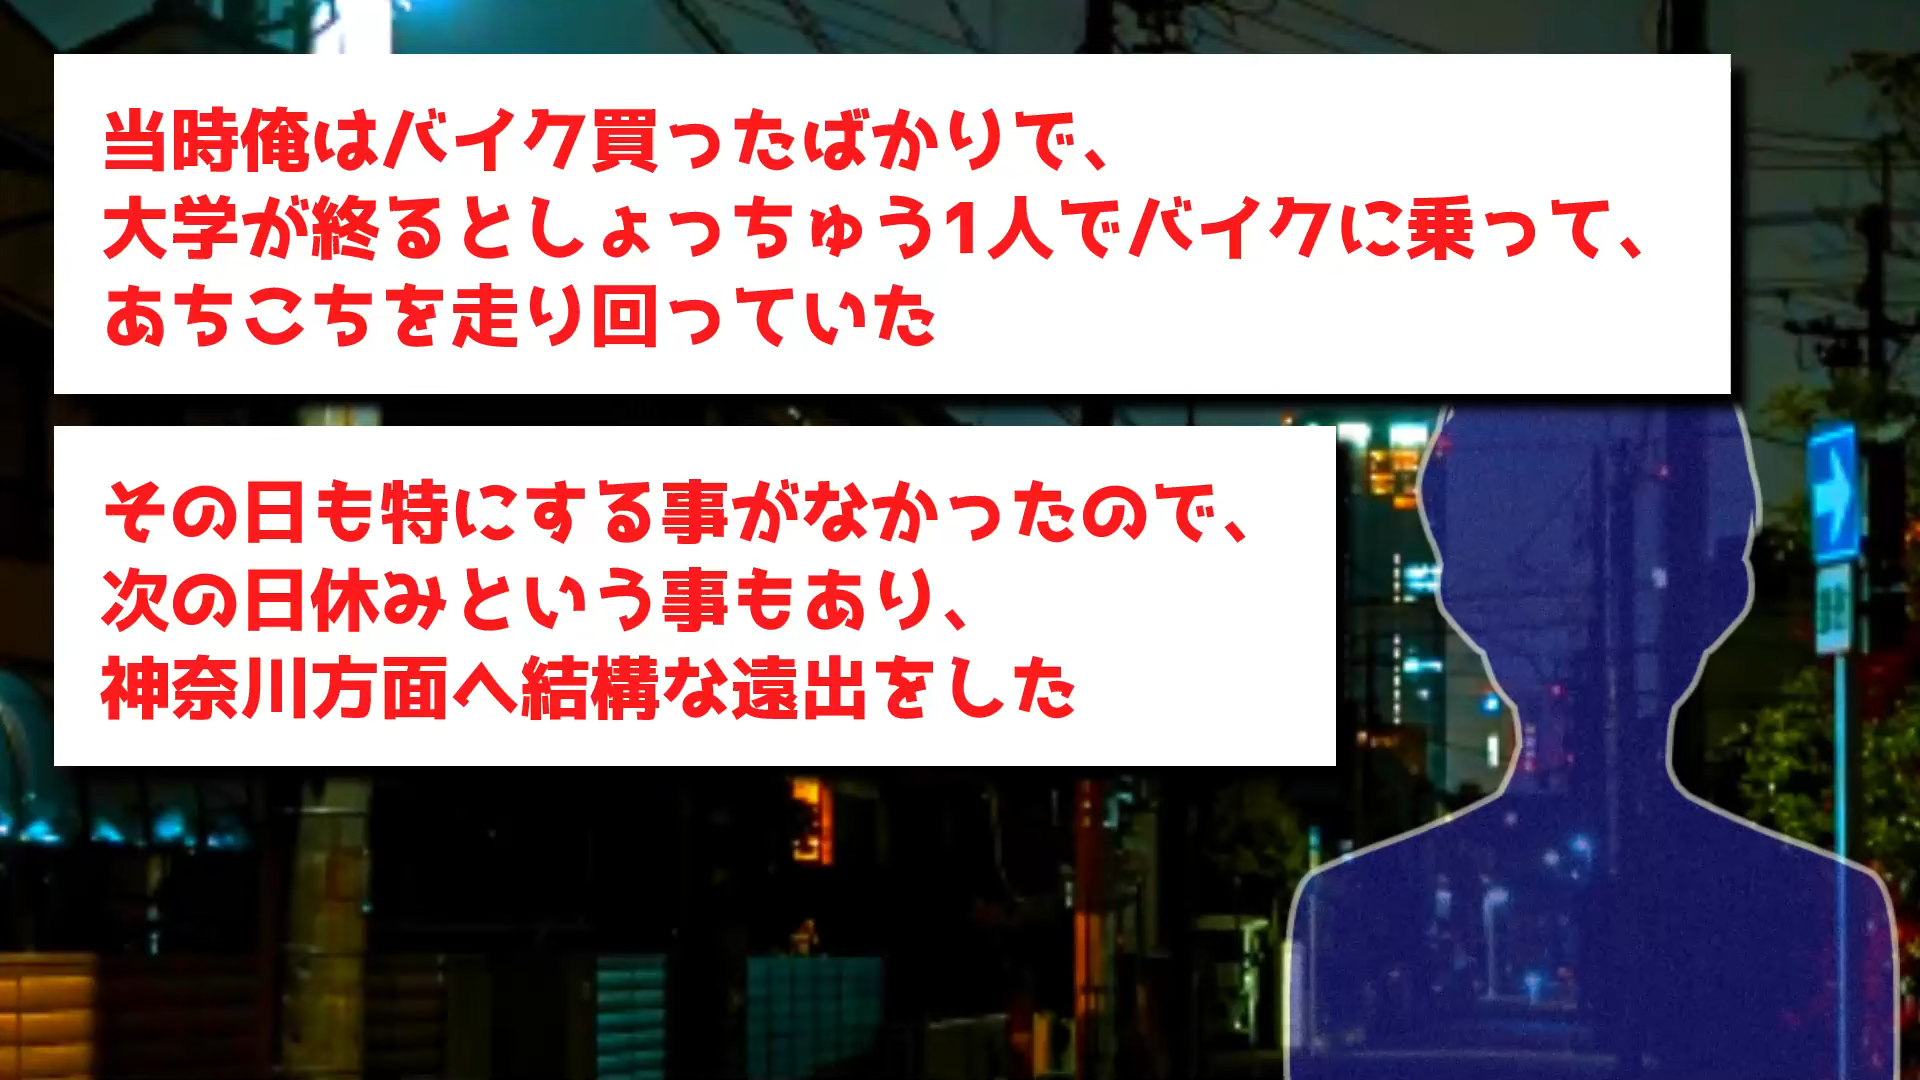 当時俺はバイク買ったばかりで、
大学が終るとしょっちゅう1人でバイクに乗って、
あちこちを走り回っていた
その日も特にする事がなかったので、
次の日休みという事もあり、
神奈川方面へ結構な遠出をした